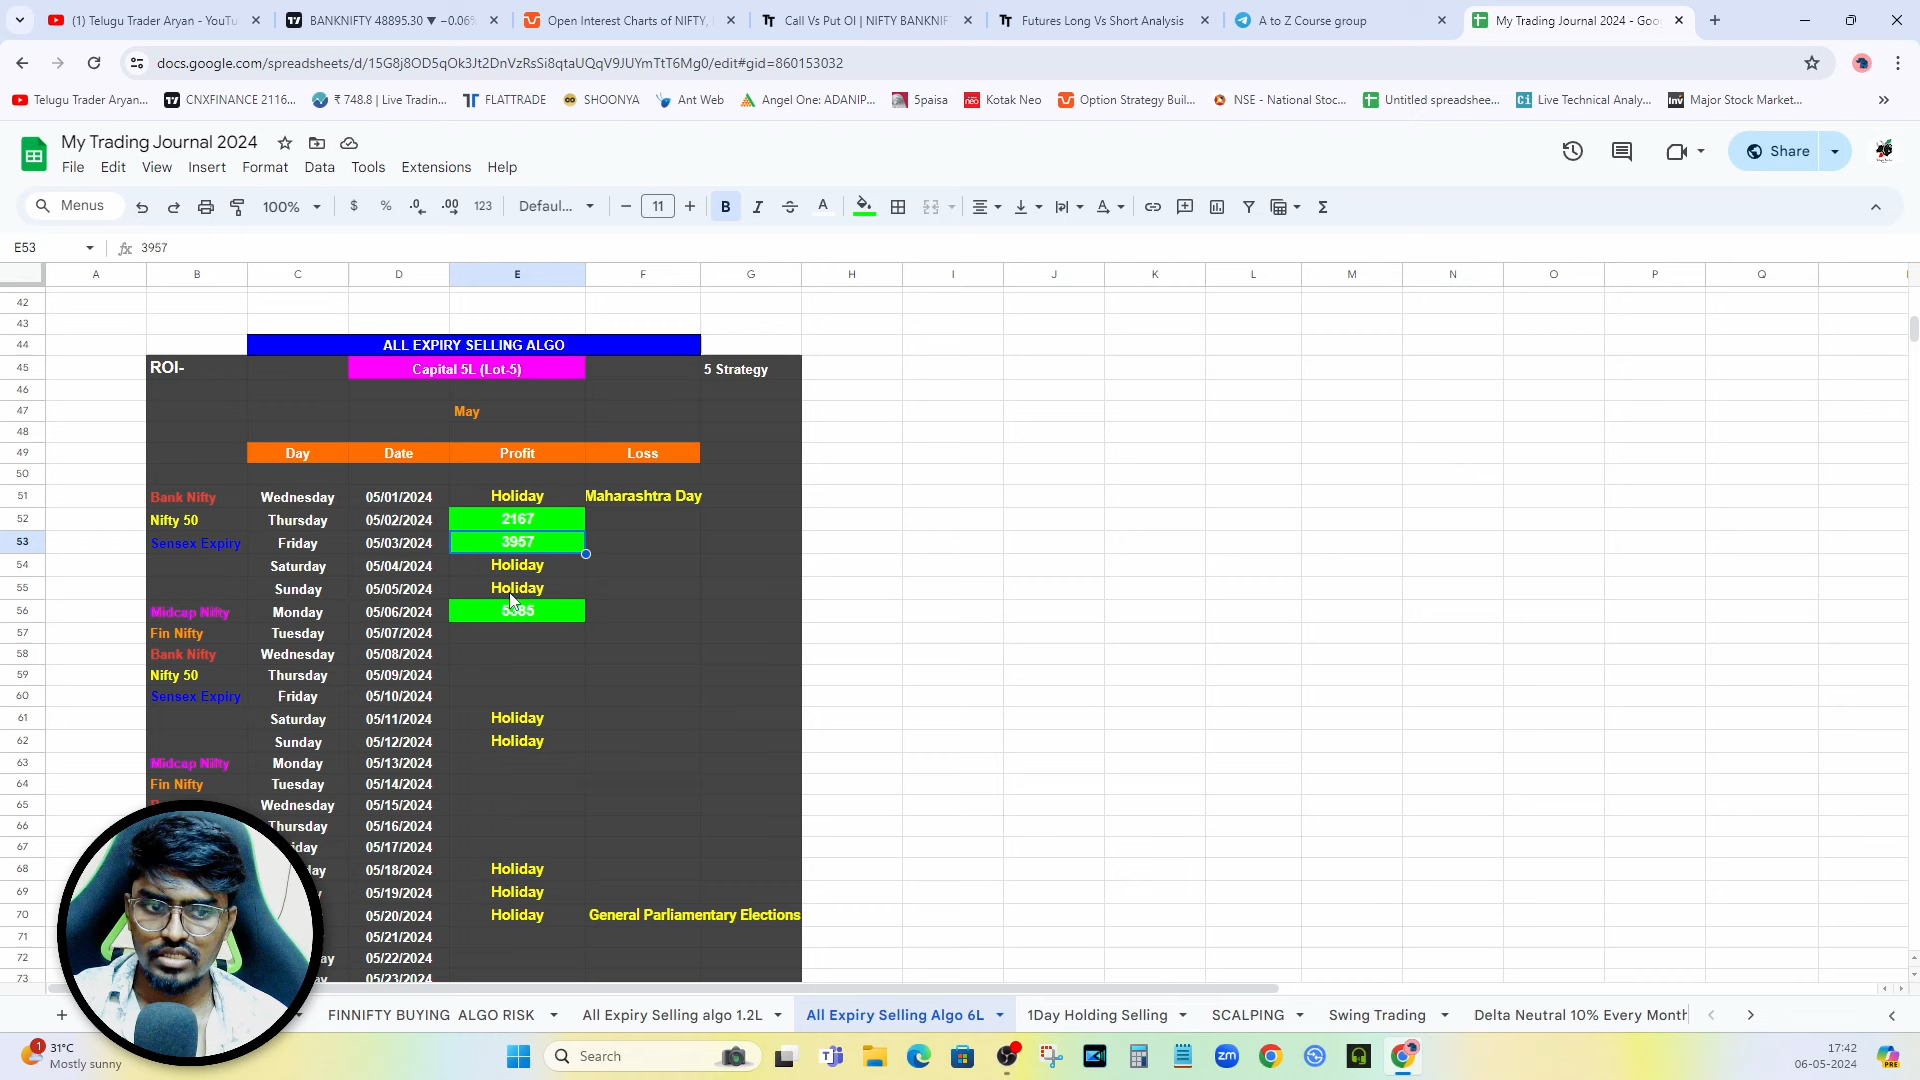 (1) Telugu Trader Aryan - YouTu
BANKNIFTY 48895.30 ▼ −0.06%
Open Interest Charts of NIFTY,
Call Vs Put OI | NIFTY BANKNIF
Futures Long Vs Short Analysis
A to Z Course group
My Trading Journal 2024 - Goo
docs.google.com/spreadsheets/d/15G8j8OD5qOk3Jt2DnVzRsSi8qtaUQqV9JUYmTtT6Mg0/edit#gid=860153032
Telugu Trader Aryan...
CNXFINANCE 2116...
₹ 748.8 | Live Tradin...
FLATTRADE
SHOONYA
Ant Web
Angel One: ADANIP...
5paisa
Kotak Neo
Option Strategy Buil...
NSE - National Stoc...
Untitled spreadshee...
Live Technical Analy...
Major Stock Market...
My Trading Journal 2024
File Edit View Insert Format Data Tools Extensions Help
Share
Menus 100% $ % .0 .00 123 Defaul... 11 B I A
E53 fx 3957
A B C D E F G H I J K L M N O P Q
42
43
44 ALL EXPIRY SELLING ALGO
45 ROI- Capital 5L (Lot-5) 5 Strategy
46
47 May
48
49 Day Date Profit Loss
50
51 Bank Nifty Wednesday 05/01/2024 Holiday Maharashtra Day
52 Nifty 50 Thursday 05/02/2024 2167
53 Sensex Expiry Friday 05/03/2024 3957
54 Saturday 05/04/2024 Holiday
55 Sunday 05/05/2024 Holiday
56 Midcap Nifty Monday 05/06/2024
57 Fin Nifty Tuesday 05/07/2024
58 Bank Nifty Wednesday 05/08/2024
59 Nifty 50 Thursday 05/09/2024
60 Sensex Expiry Friday 05/10/2024
61 Saturday 05/11/2024 Holiday
62 Sunday 05/12/2024 Holiday
63 Midcap Nifty Monday 05/13/2024
64 Fin Nifty Tuesday 05/14/2024
65 Wednesday 05/15/2024
66 Thursday 05/16/2024
67 iday 05/17/2024
68 lay 05/18/2024 Holiday
69 05/19/2024 Holiday
70 05/20/2024 Holiday General Parliamentary Elections
71 05/21/2024
72 ay 05/22/2024
73 05/23/2024
FINNIFTY BUYING ALGO RISK
All Expiry Selling algo 1.2L
All Expiry Selling Algo 6L
1Day Holding Selling
SCALPING
Swing Trading
Delta Neutral 10% Every Month
1
31°C
Mostly sunny
Search
17:42
06-05-2024